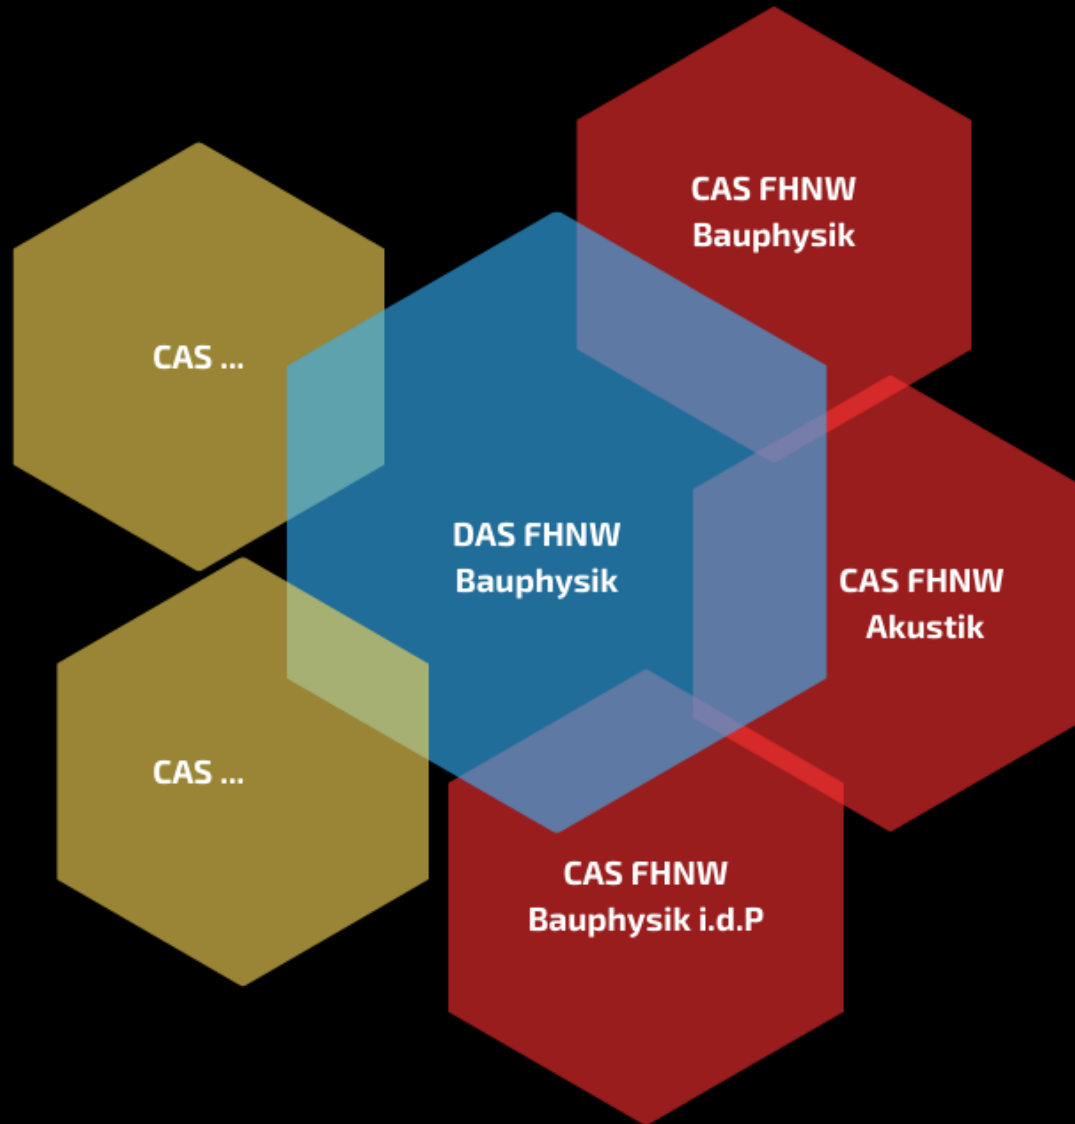 CAS FHNW
Bauphysik
CAS ...
DAS FHNW
Bauphysik
CAS FHNW
Akustik
CAS ...
CAS FHNW
Bauphysik i.d.P